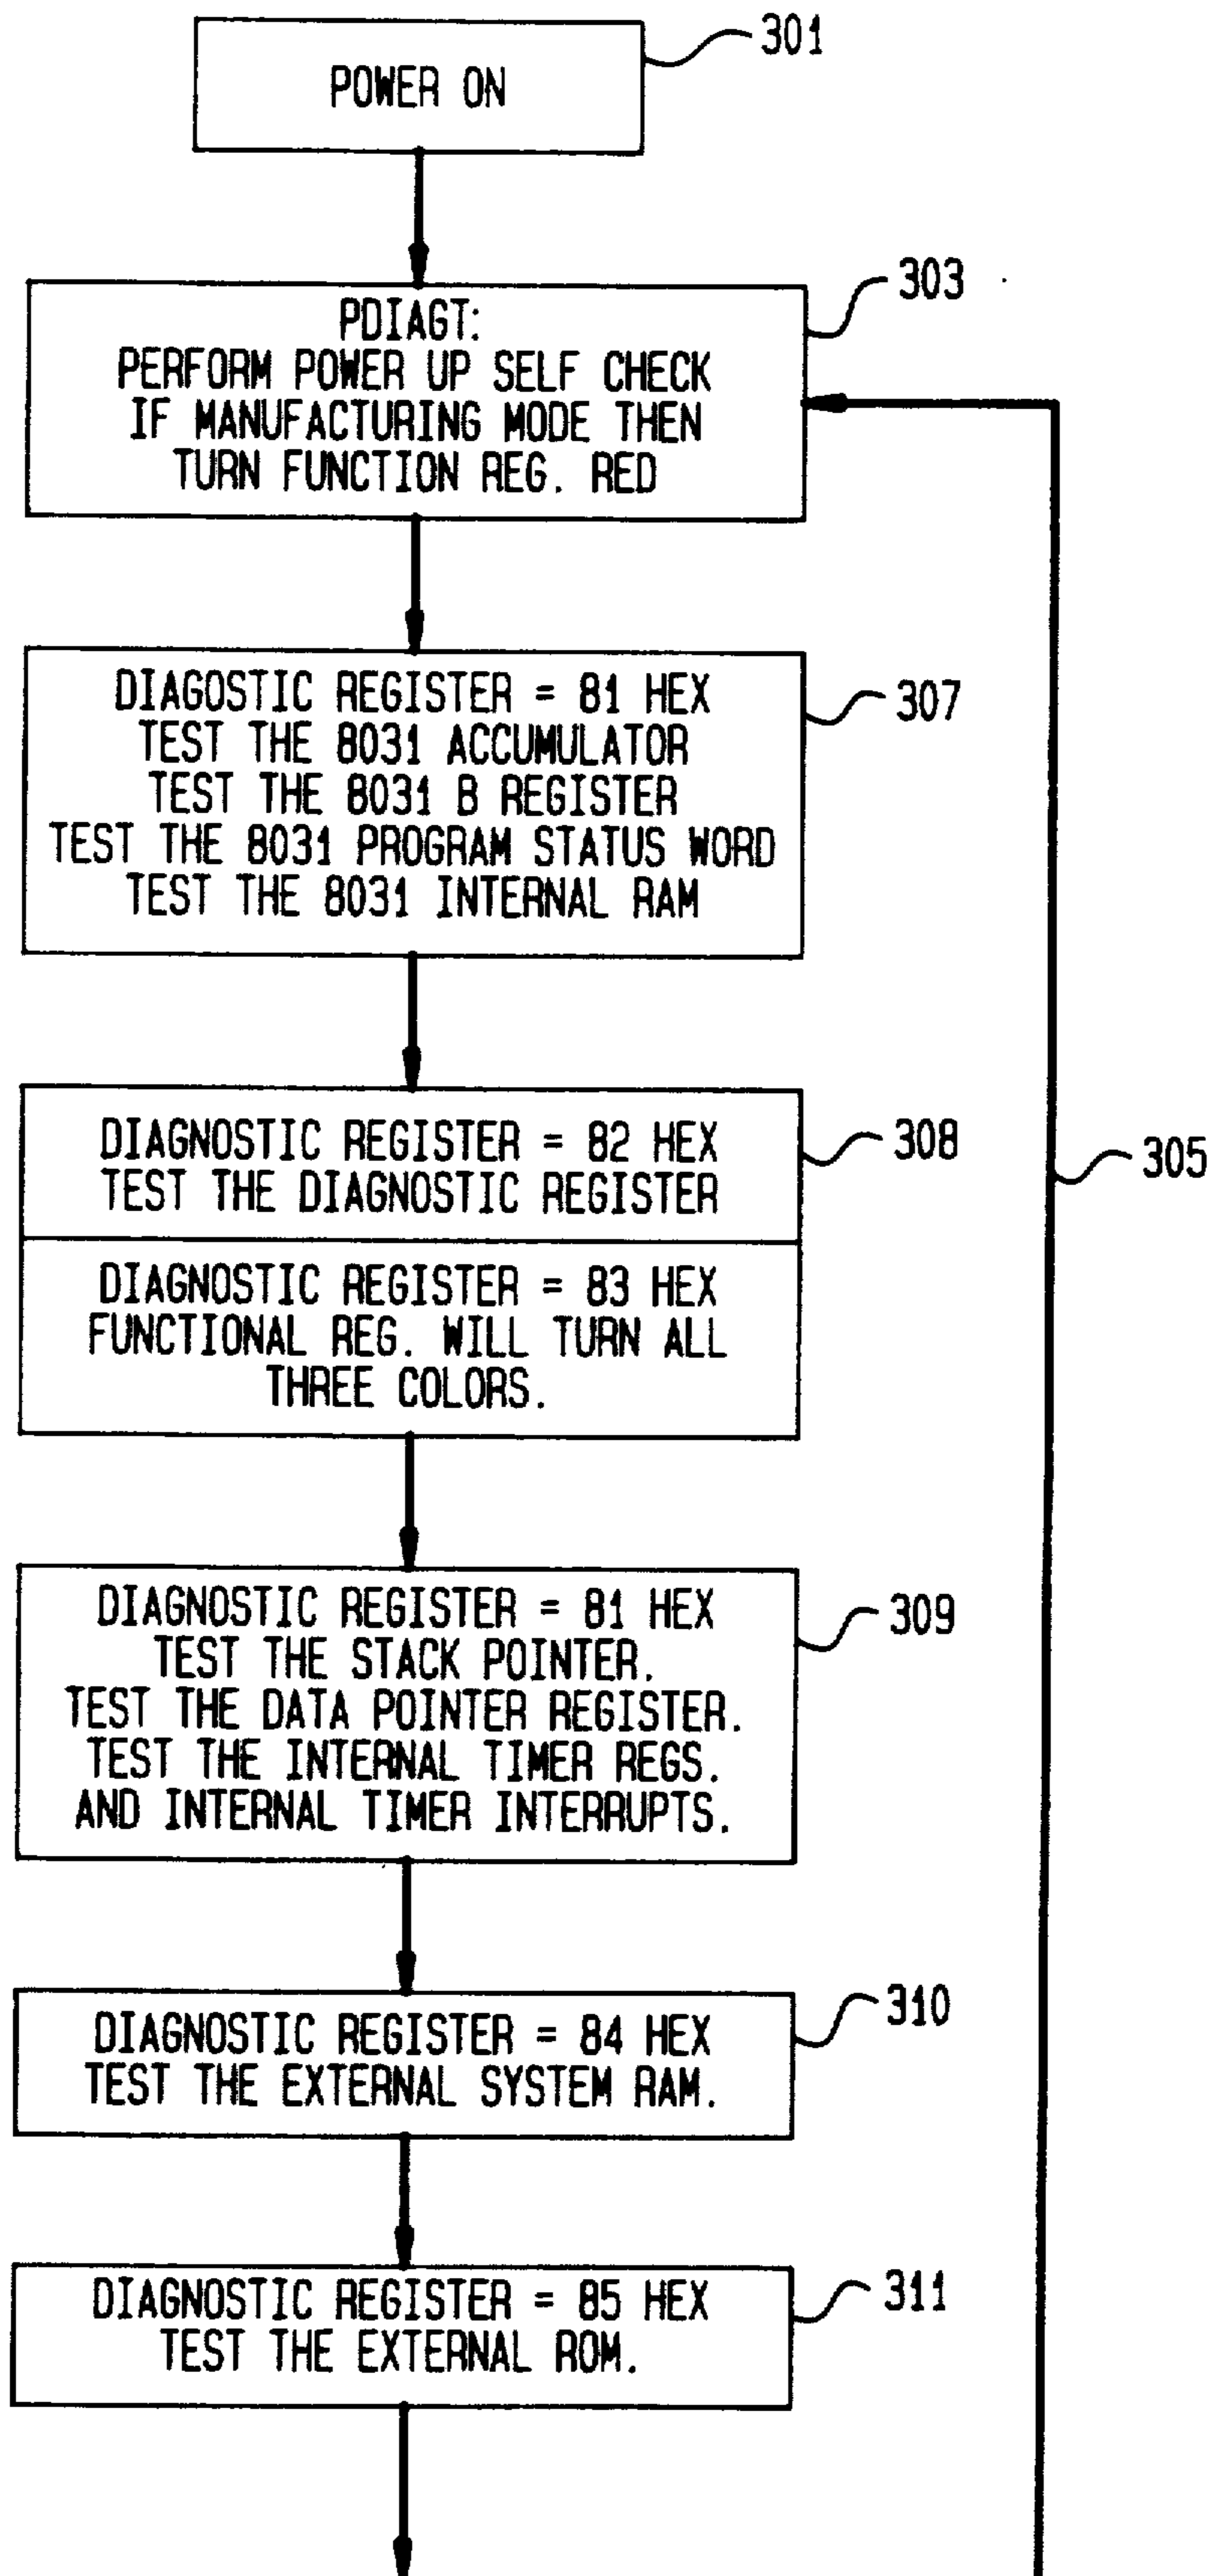 POWER ON
301
PDIAGT:
PERFORM POWER UP SELF CHECK
IF MANUFACTURING MODE THEN
TURN FUNCTION REG. RED
303
DIAGOSTIC REGISTER = 81 HEX
TEST THE 8031 ACCUMULATOR
TEST THE 8031 B REGISTER
TEST THE 8031 PROGRAM STATUS WORD
TEST THE 8031 INTERNAL RAM
307
DIAGNOSTIC REGISTER = 82 HEX
TEST THE DIAGNOSTIC REGISTER
308
305
DIAGNOSTIC REGISTER = 83 HEX
FUNCTIONAL REG. WILL TURN ALL
THREE COLORS.
DIAGNOSTIC REGISTER = 81 HEX
TEST THE STACK POINTER.
TEST THE DATA POINTER REGISTER.
TEST THE INTERNAL TIMER REGS.
AND INTERNAL TIMER INTERRUPTS.
309
DIAGNOSTIC REGISTER = 84 HEX
TEST THE EXTERNAL SYSTEM RAM.
310
DIAGNOSTIC REGISTER = 85 HEX
TEST THE EXTERNAL ROM.
311